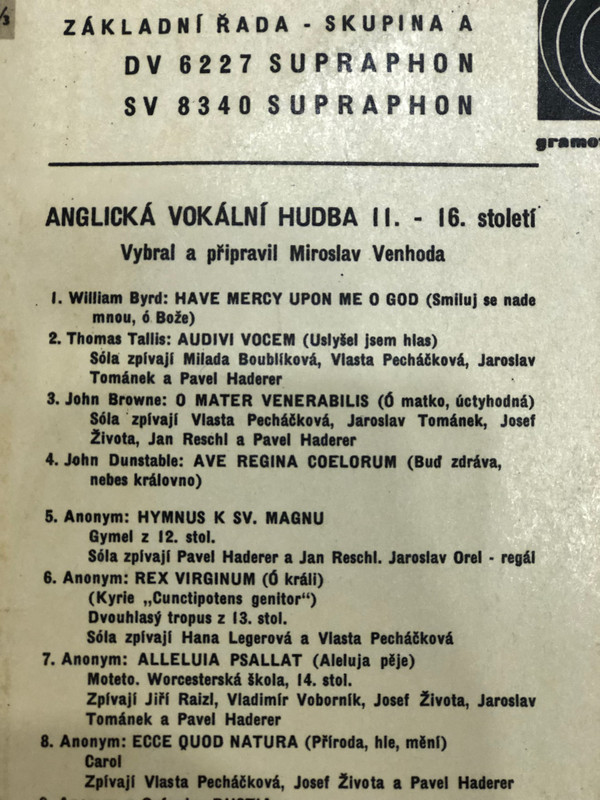 ZÁKLADNÍ ŘADA - SKUPINA A
DV 6227 SUPRAPHON
SV 8340 SUPRAPHON
ANGLICKÁ VOKÁLNÍ HUDBA 11. - 16. století
Vybral a připravil Miroslav Venhoda
1. William Byrd: HAVE MERCY UPON ME O GOD (Smiluj se nade
mnou, ó Bože)
2. Thomas Tallis: AUDIVI VOCEM (Uslyšel jsem hlas)
Sóla zpívají Milada Boublíková, Vlasta Pecháčková, Jaroslav
Tománek a Pavel Haderer
3. John Browne: O MATER VENERABILIS (Ó matko, úctyhodná)
Sóla zpívají Vlasta Pecháčková, Jaroslav Tománek, Josef
Života, Jan Reschl a Pavel Haderer
4. John Dunstable: AVE REGINA COELORUM (Buď zdráva,
nebes královno)
5. Anonym: HYMNUS K SV. MAGNU
Gymel z 12. stol.
Sóla zpívají Pavel Haderer a Jan Reschl. Jaroslav Orel - regál
6. Anonym: REX VIRGINUM (Ó králi)
(Kyrie „Cunctipotens genitor“)
Dvouhlasý tropus z 13. stol.
Sóla zpívají Hana Legerová a Vlasta Pecháčková
7. Anonym: ALLELUIA PSALLAT (Aleluja pěje)
Moteto. Worcesterská škola, 14. stol.
Zpívají Jiří Raizl, Vladimír Voborník, Josef Života, Jaroslav
Tománek a Pavel Haderer
8. Anonym: ECCE QUOD NATURA (Příroda, hle, mění)
Carol
Zpívají Vlasta Pecháčková, Josef Života a Pavel Haderer